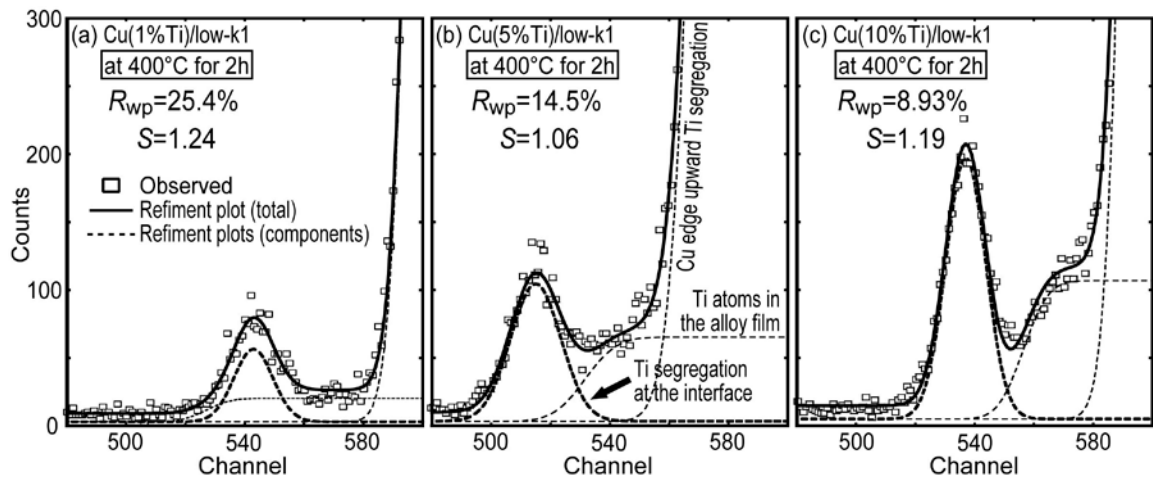 300
200
100
0
Counts
(a) Cu(1%Ti)/low-k1
at 400°C for 2h
Rwp=25.4%
S=1.24
Observed
Refiment plot (total)
Refiment plots (components)
500
540
580
Channel
(b) Cu(5%Ti)/low-k1
at 400°C for 2h
Rwp=14.5%
S=1.06
Cu edge upward Ti segregation
Ti atoms in
the alloy film
Ti segregation
at the interface
500
540
580
Channel
(c) Cu(10%Ti)/low-k1
at 400°C for 2h
Rwp=8.93%
S=1.19
500
540
580
Channel